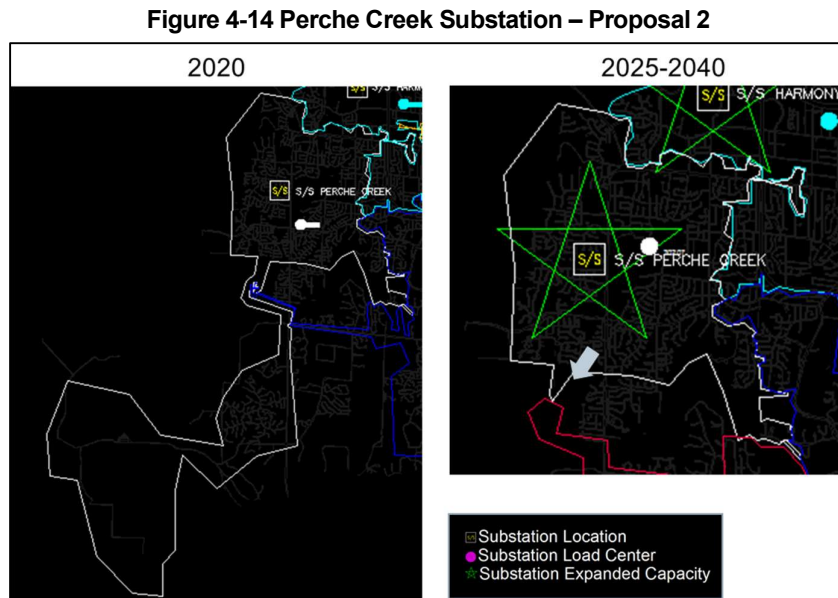 Figure 4-14 Perche Creek Substation – Proposal 2
2020
2025-2040
S/S
S/S HARMONY
S/S S/S PERCHE CREEK
S/S S/S PERCHE CREEK
Substation Location
Substation Load Center
Substation Expanded Capacity